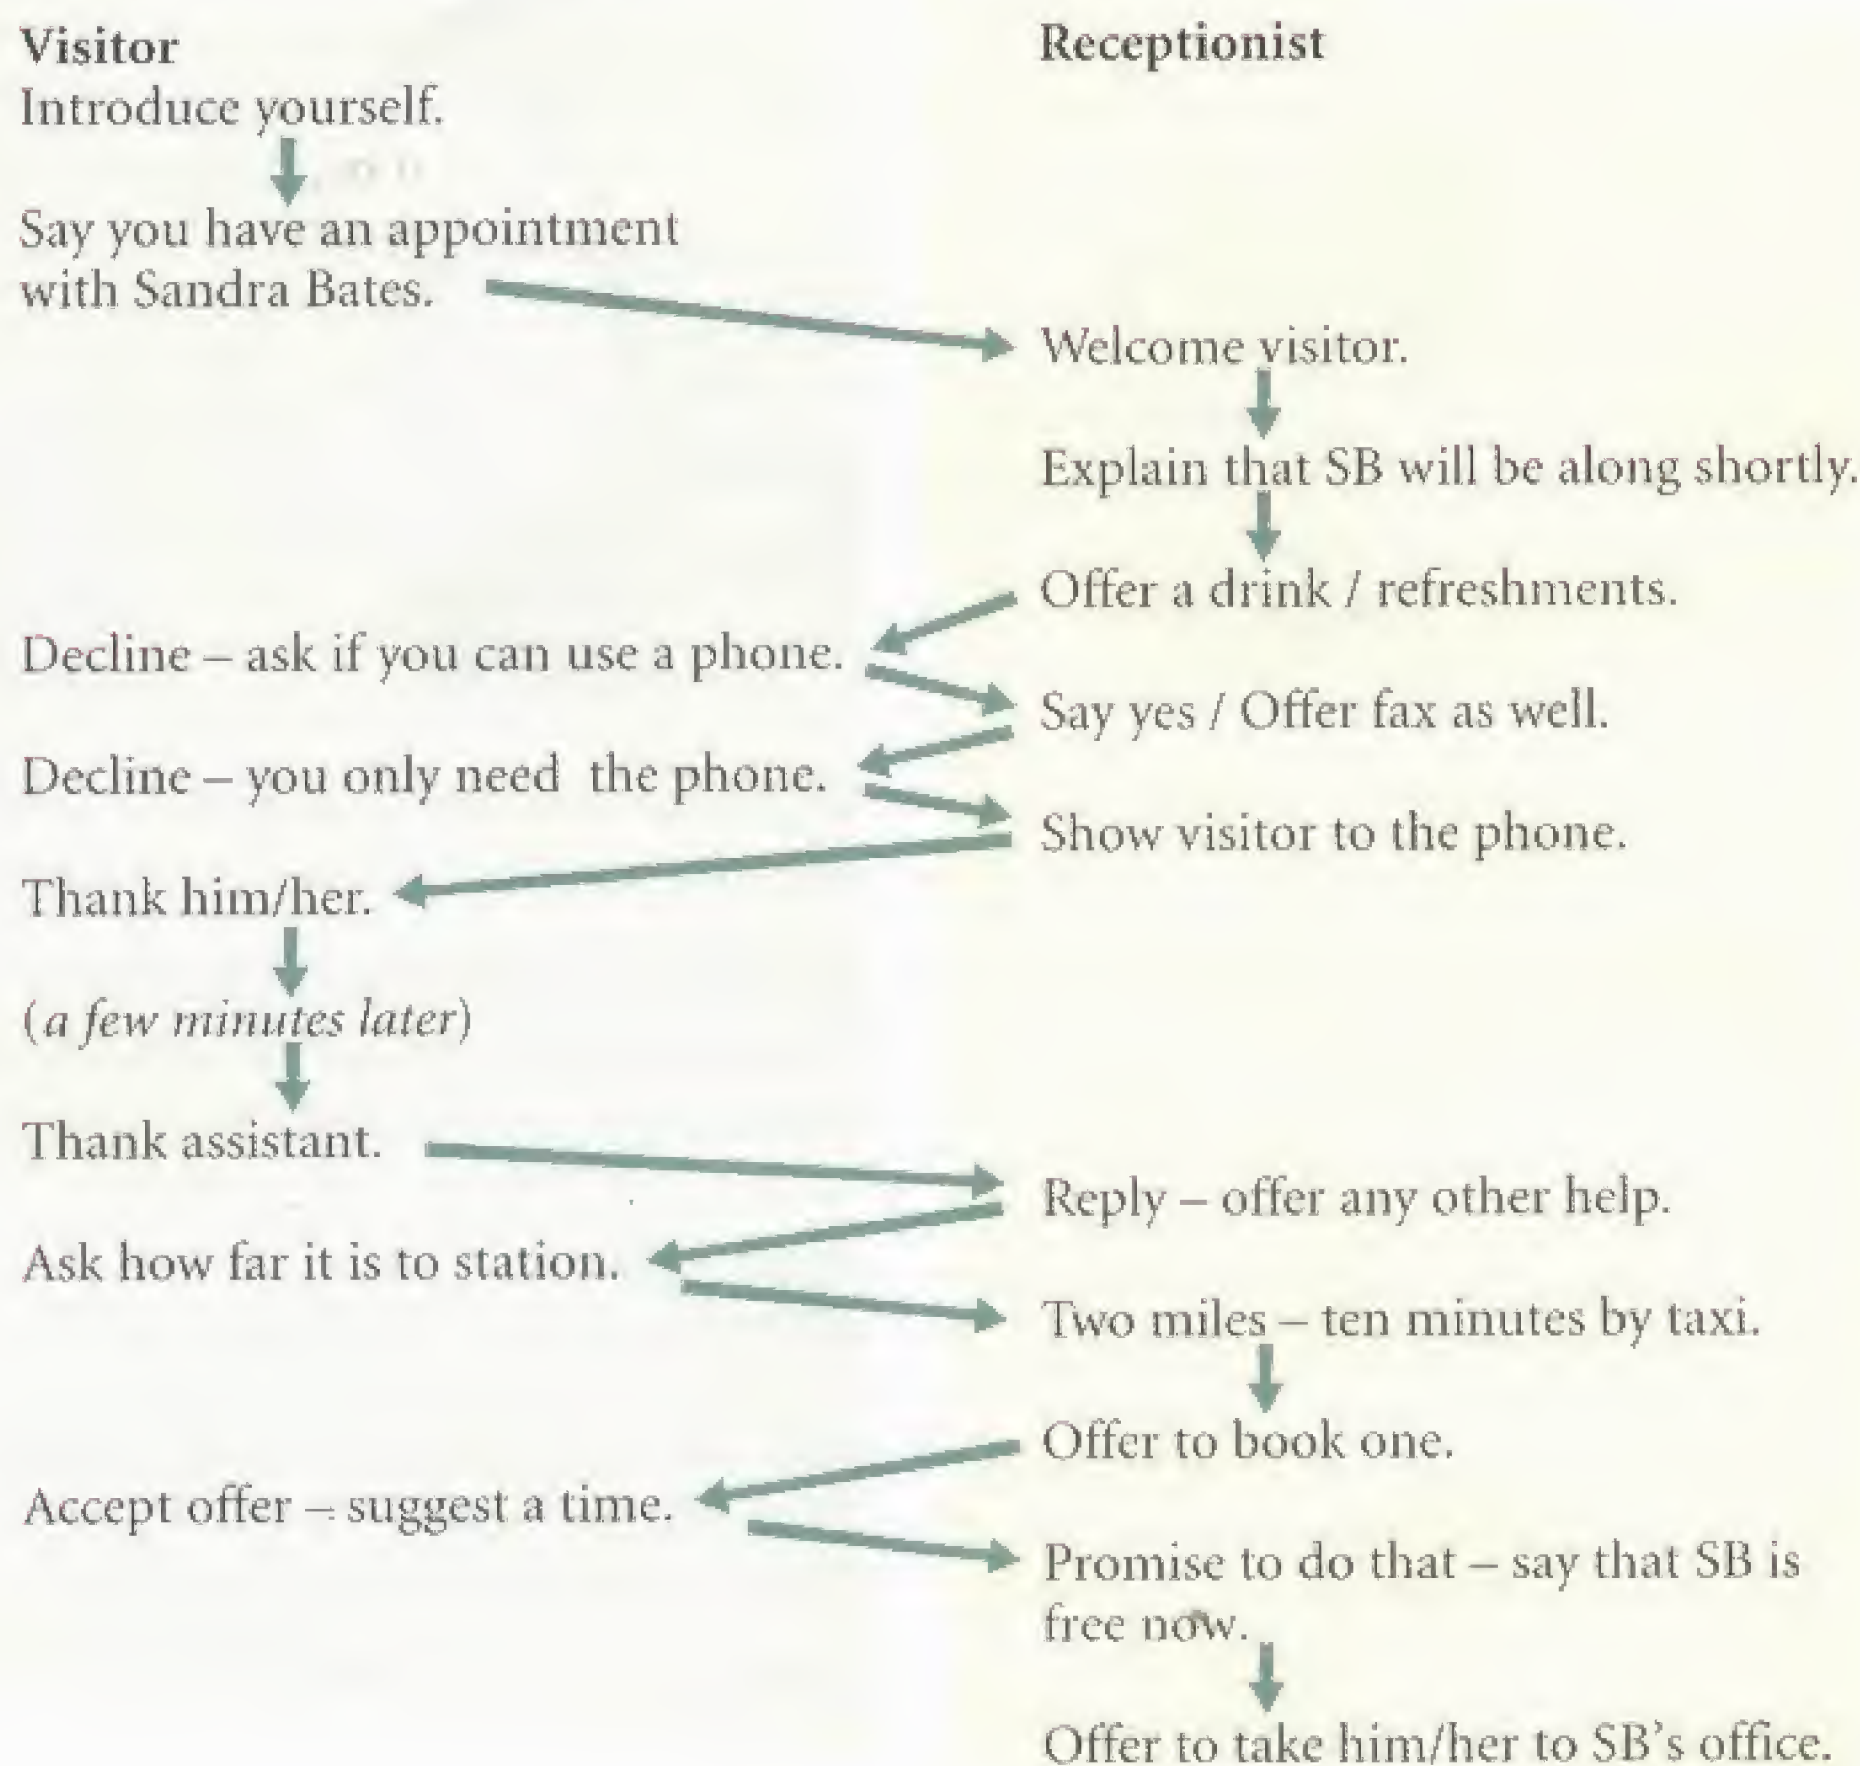 Visitor
Receptionist
Introduce yourself.
Say you have an appointment
with Sandra Bates.
Welcome visitor.
Explain that SB will be along shortly.
Offer a drink / refreshments.
Decline – ask if you can use a phone.
Say yes / Offer fax as well.
Decline – you only need the phone.
Show visitor to the phone.
Thank him/her.
(a few minutes later)
Thank assistant.
Reply – offer any other help.
Ask how far it is to station.
Two miles – ten minutes by taxi.
Offer to book one.
Accept offer – suggest a time.
Promise to do that – say that SB is
free now.
Offer to take him/her to SB's office.